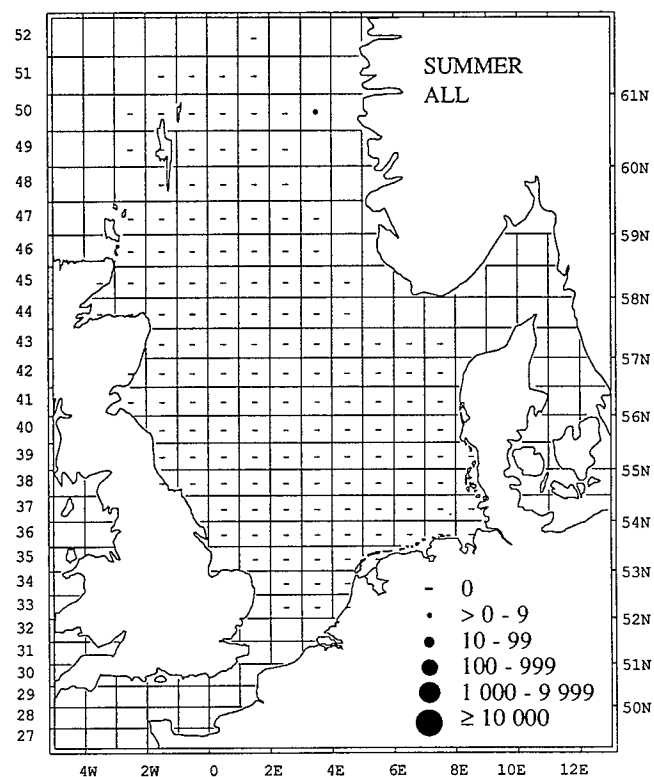 SUMMER
ALL
52
51
50
49
48
47
46
45
44
43
42
41
40
39
38
37
36
35
34
33
32
31
30
29
28
27
61N
60N
59N
58N
57N
56N
55N
54N
53N
52N
51N
50N
- 0
> 0 - 9
10 - 99
100 - 999
1 000 - 9 999
≥ 10 000
4W 2W 0 2E 4E 6E 8E 10E 12E